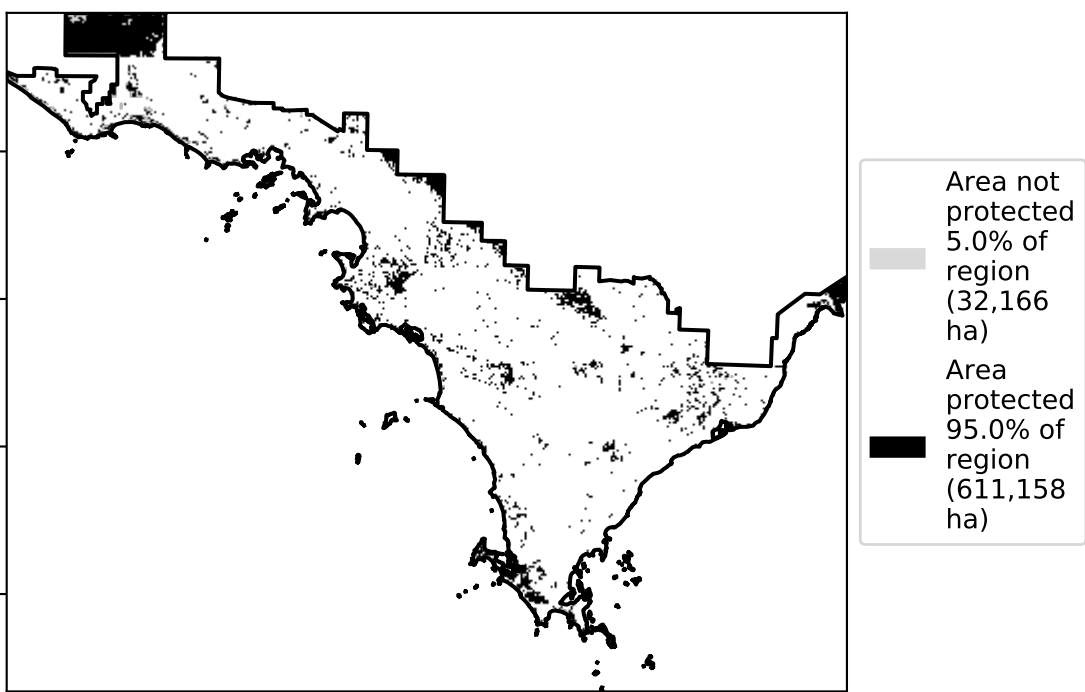 Area not
protected
5.0% of
region
(32,166
ha)
Area
protected
95.0% of
region
(611,158
ha)